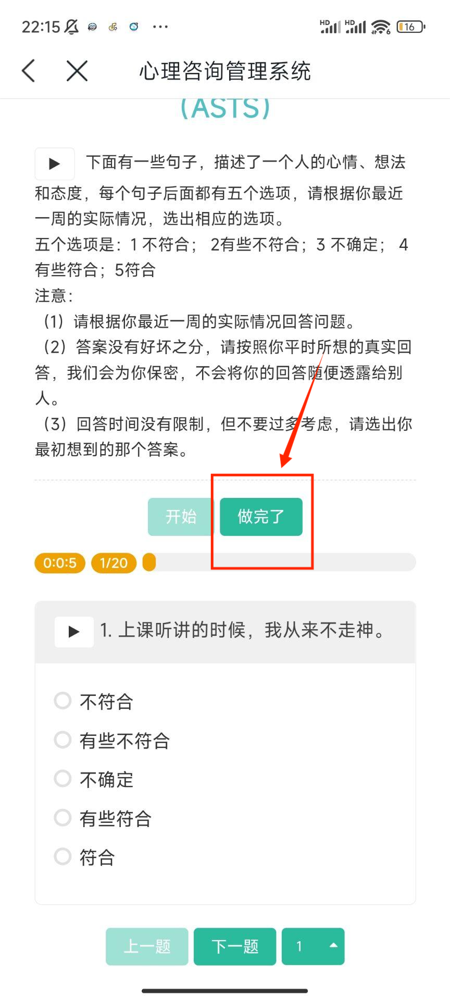 22:15
HD HD 6 16
心理咨询管理系统
(ASTS)
下面有一些句子，描述了一个人的心情、想法
和态度，每个句子后面都有五个选项，请根据你最近
一周的实际情况，选出相应的选项。
五个选项是：1 不符合； 2有些不符合；3 不确定； 4
有些符合；5符合
注意：
（1）请根据你最近一周的实际情况回答问题。
（2）答案没有好坏之分，请按照你平时所想的真实回
答，我们会为你保密，不会将你的回答随便透露给别
人。
（3）回答时间没有限制，但不要过多考虑，请选出你
最初想到的那个答案。
开始 做完了
0:0:5 1/20
1. 上课听讲的时候，我从来不走神。
不符合
有些不符合
不确定
有些符合
符合
上一题 下一题 1